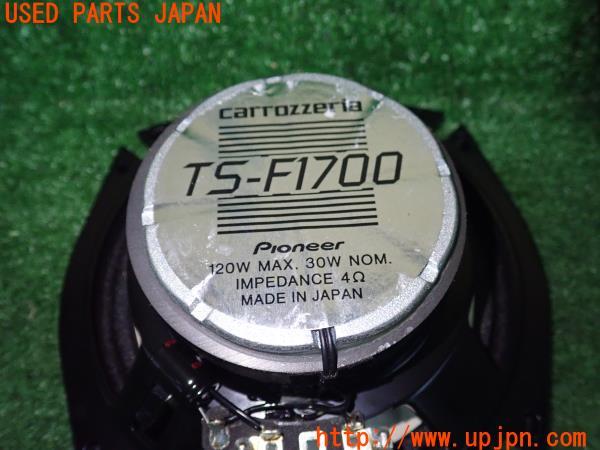 USED PARTS JAPAN
carrozzeria
TS-F1700
Pioneer
120W MAX. 30W NOM.
IMPEDANCE 4Ω
MADE IN JAPAN
https://www.upjpn.com